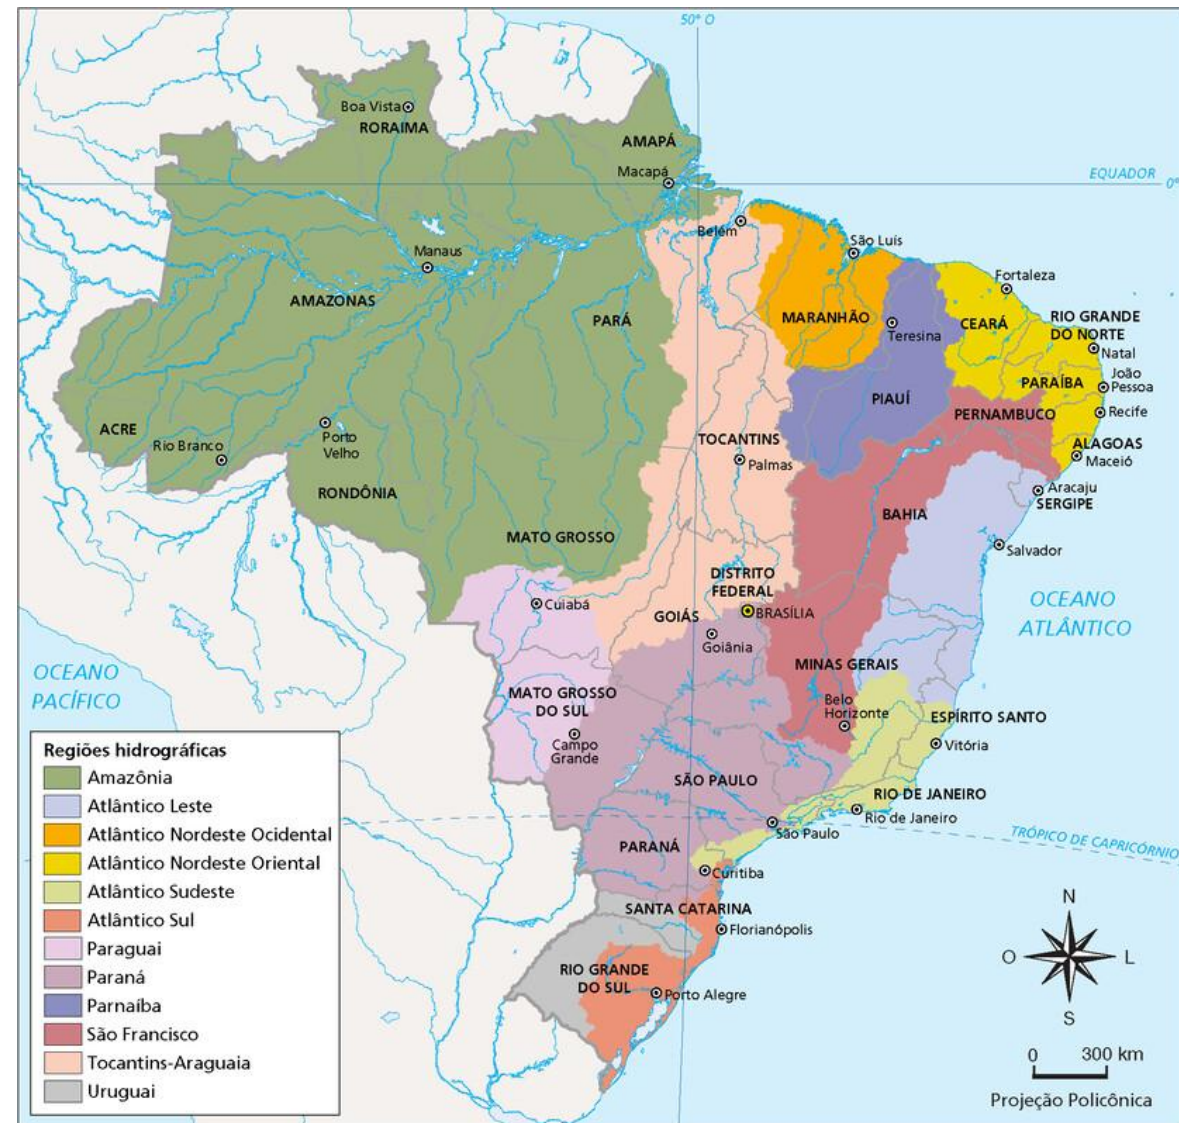 50° O
Boa Vista
RORAIMA
AMAPÁ
Macapá
EQUADOR
0°
Belém
São Luís
Manaus
Fortaleza
AMAZONAS
PARÁ
MARANHÃO
Teresina
CEARÁ
RIO GRANDE
DO NORTE
Natal
João
Pessoa
PARAÍBA
PIAUÍ
PERNAMBUCO
Recife
ACRE
Rio Branco
Porto
Velho
TOCANTINS
Palmas
ALAGOAS
Maceió
RONDÔNIA
Aracaju
SERGIPE
BAHIA
MATO GROSSO
Salvador
DISTRITO
FEDERAL
Cuiabá
GOIÁS
BRASÍLIA
OCEANO
ATLÂNTICO
Goiânia
OCEANO
PACÍFICO
MINAS GERAIS
MATO GROSSO
DO SUL
Belo
Horizonte
ESPÍRITO SANTO
Vitória
Campo
Grande
SÃO PAULO
RIO DE JANEIRO
Rio de Janeiro
São Paulo
TRÓPICO DE CAPRICÓRNIO
PARANÁ
Curitiba
SANTA CATARINA
Florianópolis
RIO GRANDE
DO SUL
Porto Alegre
Regiões hidrográficas
Amazônia
Atlântico Leste
Atlântico Nordeste Ocidental
Atlântico Nordeste Oriental
Atlântico Sudeste
Atlântico Sul
Paraguai
Paraná
Parnaíba
São Francisco
Tocantins-Araguaia
Uruguai
N
O
L
S
0 300 km
Projeção Policônica